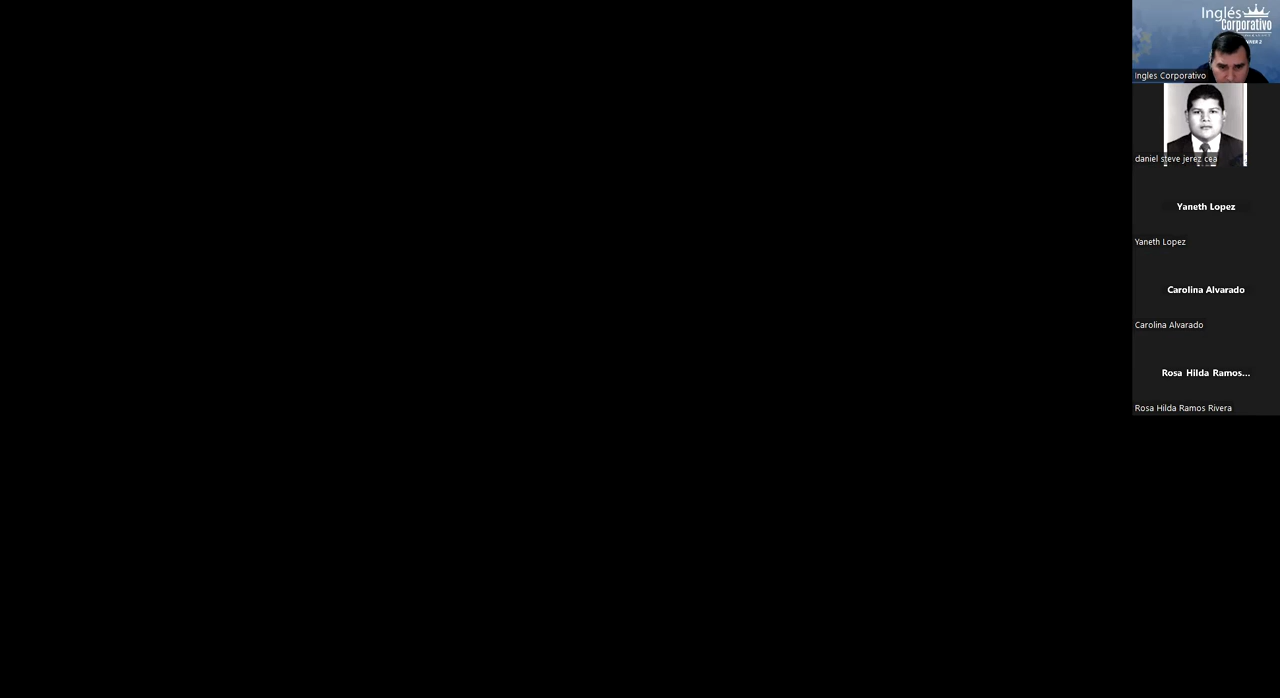 Inglés
Corporativo
Ingles Corporativo
daniel steve jerez cea
Yaneth Lopez
Yaneth Lopez
Carolina Alvarado
Carolina Alvarado
Rosa Hilda Ramos...
Rosa Hilda Ramos Rivera